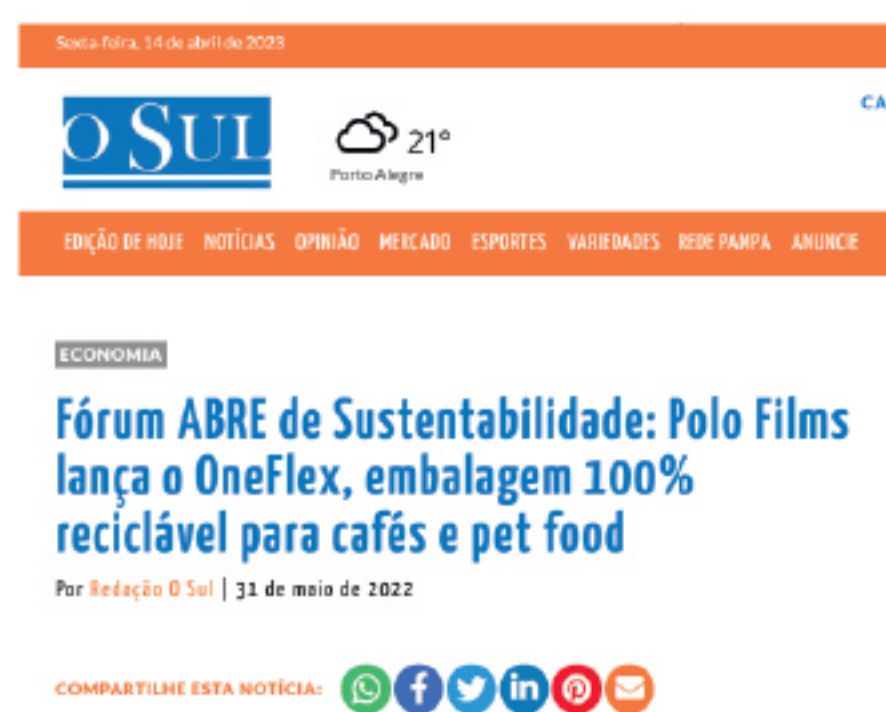 Sexta-feira, 14 de abril de 2023
CA
O SUL
21°
Porto Alegre
EDIÇÃO DE HOJE NOTÍCIAS OPINIÃO MERCADO ESPORTES VARIEDADES REDE PAMPA ANUNCIE
ECONOMIA
Fórum ABRE de Sustentabilidade: Polo Films
lança o OneFlex, embalagem 100%
reciclável para cafés e pet food
Por Redação O Sul | 31 de maio de 2022
COMPARTILHE ESTA NOTÍCIA: